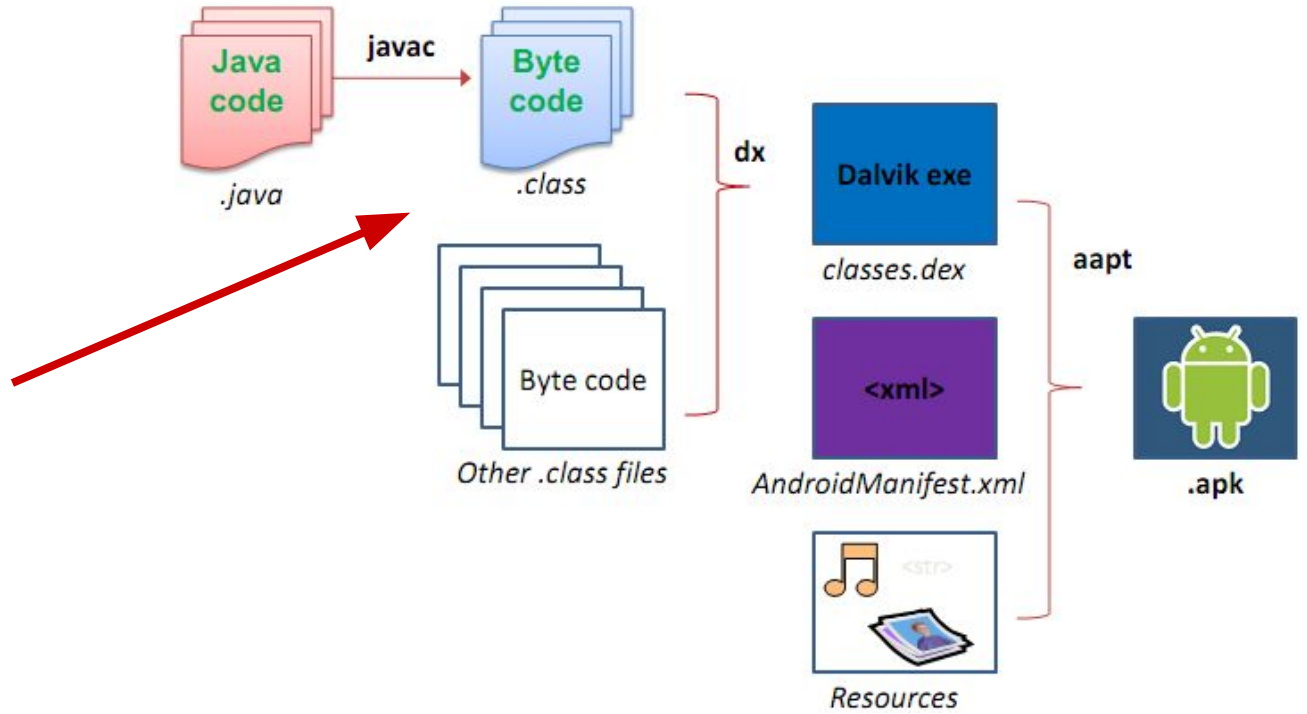 Java
code
.java
javac
Byte
code
.class
Byte code
Other .class files
dx
Dalvik exe
classes.dex
<xml>
AndroidManifest.xml
<str>
Resources
aapt
.apk